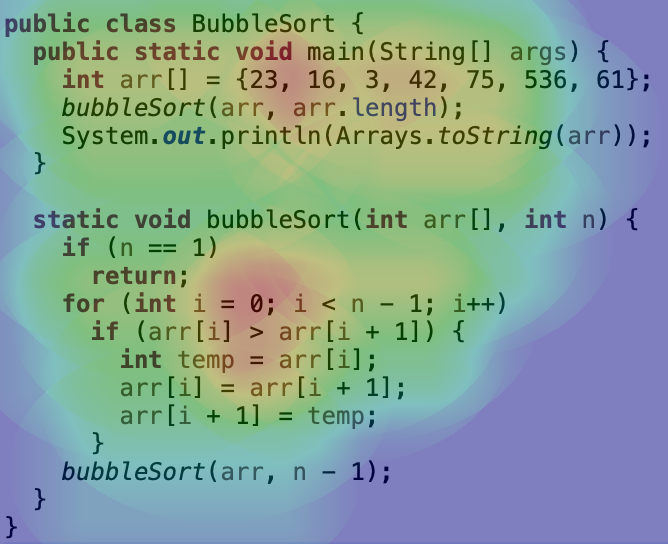 public class BubbleSort {
  public static void main(String[] args) {
    int arr[] = {23, 16, 3, 42, 75, 536, 61};
    bubbleSort(arr, arr.length);
    System.out.println(Arrays.toString(arr));
  }

  static void bubbleSort(int arr[], int n) {
    if (n == 1)
      return;
    for (int i = 0; i < n - 1; i++)
      if (arr[i] > arr[i + 1]) {
        int temp = arr[i];
        arr[i] = arr[i + 1];
        arr[i + 1] = temp;
      }
    bubbleSort(arr, n - 1);
  }
}